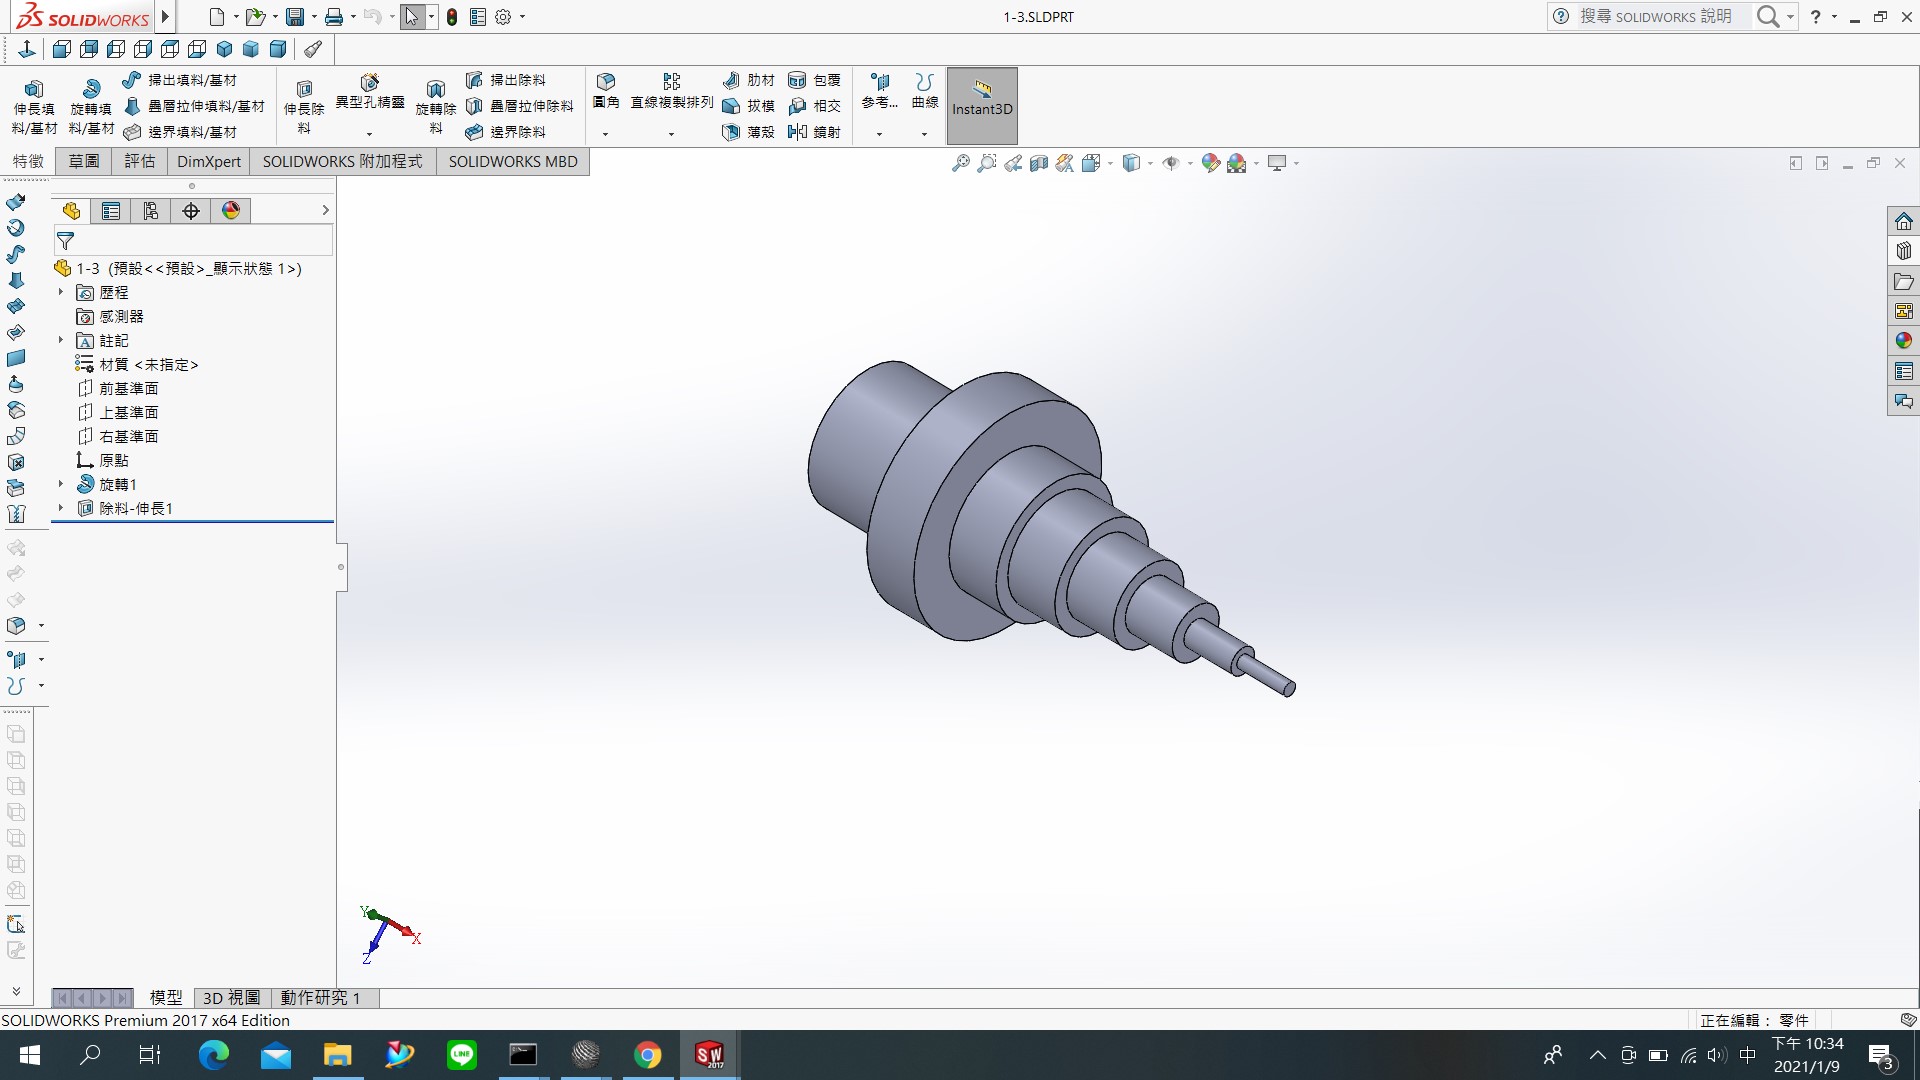 SOLIDWORKS
1-3.SLDPRT
搜尋 SOLIDWORKS 說明
伸長填料/基材
旋轉填料/基材
掃出填料/基材
疊層拉伸填料/基材
邊界填料/基材
伸長除料
異型孔精靈
旋轉除料
掃出除料
疊層拉伸除料
邊界除料
圓角
直線複製排列
肋材
拔模
薄殼
包覆
相交
鏡射
參考...
曲線
Instant3D
特徵
草圖
評估
DimXpert
SOLIDWORKS 附加程式
SOLIDWORKS MBD
1-3 (預設<<預設>_顯示狀態 1>)
歷程
感測器
註記
材質 <未指定>
前基準面
上基準面
右基準面
原點
旋轉1
除料-伸長1
Y
X
Z
模型
3D 視圖
動作研究 1
SOLIDWORKS Premium 2017 x64 Edition
正在編輯： 零件
LINE
SW
2017
中
下午 10:34
2021/1/9
3